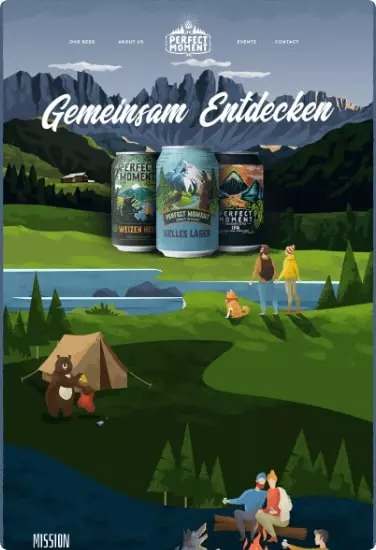 OUR BEER
ABOUT US
PERFECT
MOMENT
EVENTS
CONTACT
Gemeinsam Entdecken
PERFECT
MOMENT
WEIZEN
PERFECT MOMENT
HELLES LAGER
PERFECT
MOMENT
IPA
MISSION